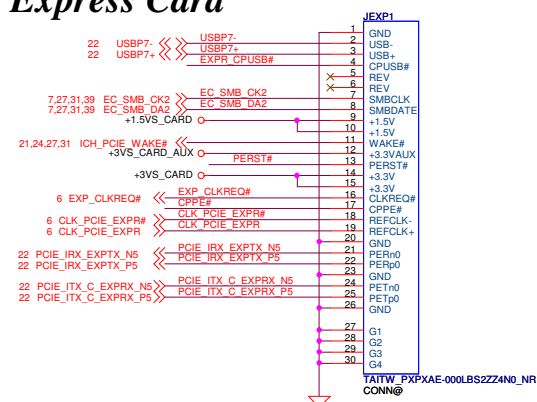 Express Card
JEXP1
1 GND
22 USBP7- USBP7- 2 USB-
22 USBP7+ USBP7+ 3 USB+
EXPR_CPUSB# 4 CPUSB#
5 REV
6 REV
7,27,31,39 EC_SMB_CK2 EC_SMB_CK2 7 SMBCLK
7,27,31,39 EC_SMB_DA2 EC_SMB_DA2 8 SMBDATE
+1.5VS_CARD 9 +1.5V
10 +1.5V
21,24,27,31 ICH_PCIE_WAKE# 11 WAKE#
+3VS_CARD_AUX 12 +3.3VAUX
PERST# 13 PERST#
+3VS_CARD 14 +3.3V
15 +3.3V
6 EXP_CLKREQ# EXP_CLKREQ# 16 CLKREQ#
CPPE# 17 CPPE#
6 CLK_PCIE_EXPR# CLK_PCIE_EXPR# 18 REFCLK-
6 CLK_PCIE_EXPR CLK_PCIE_EXPR 19 REFCLK+
20 GND
22 PCIE_IRX_EXPTX_N5 PCIE_IRX_EXPTX_N5 21 PERn0
22 PCIE_IRX_EXPTX_P5 PCIE_IRX_EXPTX_P5 22 PERp0
23 GND
22 PCIE_ITX_C_EXPRX_N5 PCIE_ITX_C_EXPRX_N5 24 PETn0
22 PCIE_ITX_C_EXPRX_P5 PCIE_ITX_C_EXPRX_P5 25 PETp0
26 GND
27 G1
28 G2
29 G3
30 G4
TAITW_PXPXAE-000LBS2ZZ4N0_NR
CONN@